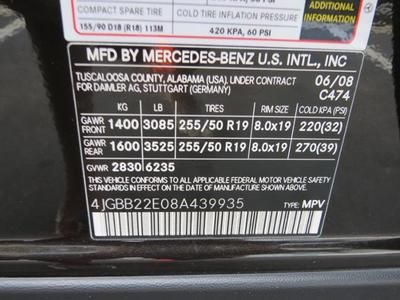 COMPACT SPARE TIRE COLD TIRE INFLATION PRESSURE
155/90 D18 (R18) 113M 420 KPA, 60 PSI
ADDITIONAL
INFORMATION
MFD BY MERCEDES-BENZ U.S. INTL., INC
TUSCALOOSA COUNTY, ALABAMA (USA), UNDER CONTRACT 06/08
FOR DAIMLER AG, STUTTGART (GERMANY) C474
KG LB TIRES RIM SIZE COLD KPA (PSI)
GAWR FRONT 1400 3085 255/50 R19 8.0x19 220(32)
GAWR REAR 1600 3525 255/50 R19 8.0x19 270(39)
GVWR 2830 6235
THIS VEHICLE CONFORMS TO ALL APPLICABLE FEDERAL
MOTOR VEHICLE SAFETY STANDARDS IN EFFECT
ON THE DATE OF MANUFACTURE SHOWN ABOVE.
4JGBB22E08A439935 TYPE: MPV